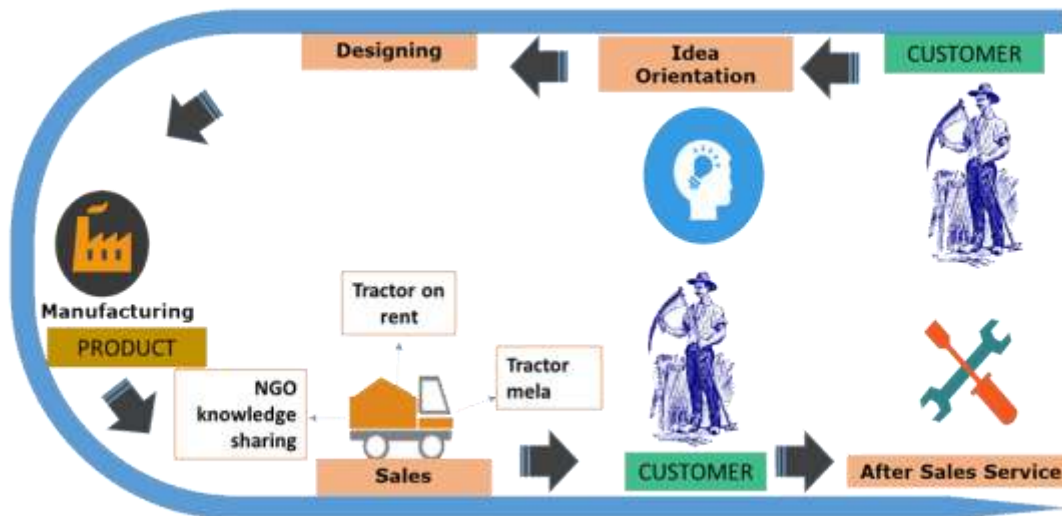 Designing
Idea
Orientation
CUSTOMER
Manufacturing
PRODUCT
Tractor on
rent
NGO
knowledge
sharing
Tractor
mela
Sales
CUSTOMER
After Sales Service